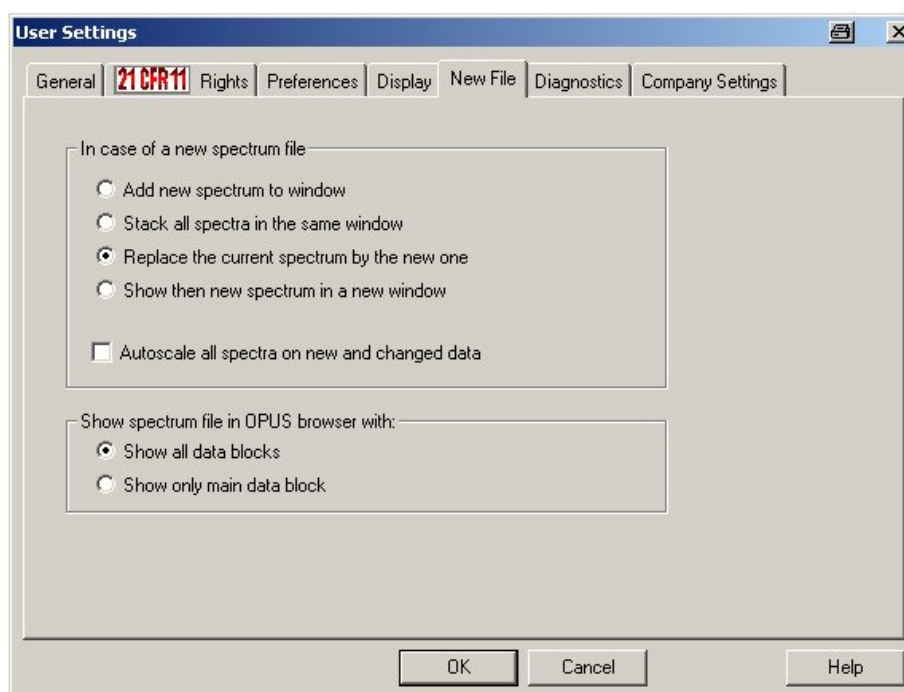 User Settings
General 21 CFR 11 Rights Preferences Display New File Diagnostics Company Settings
In case of a new spectrum file
Add new spectrum to window
Stack all spectra in the same window
Replace the current spectrum by the new one
Show then new spectrum in a new window
Autoscale all spectra on new and changed data
Show spectrum file in OPUS browser with:
Show all data blocks
Show only main data block
OK Cancel Help